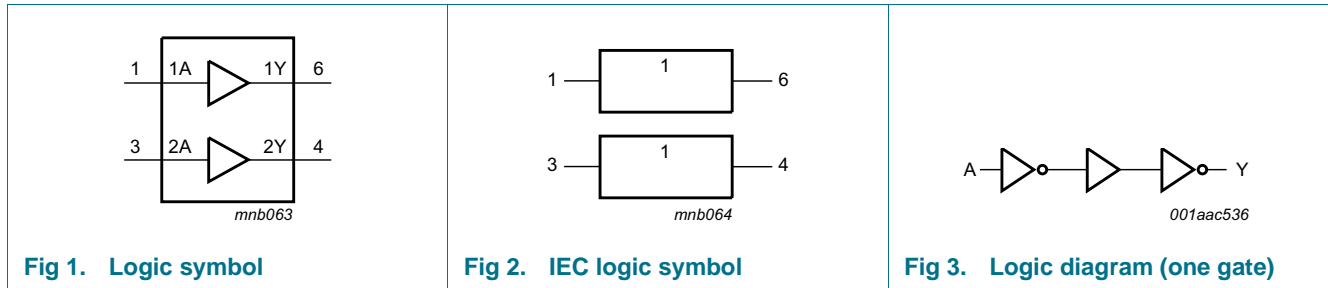 1 1A 1Y 6
3 2A 2Y 4
mnb063
Fig 1. Logic symbol
1 1 6
3 1 4
mnb064
Fig 2. IEC logic symbol
A Y
001aac536
Fig 3. Logic diagram (one gate)